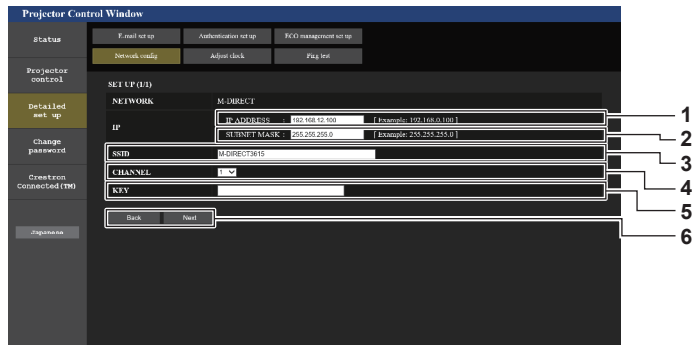 Projector Control Window
Status
E-mail set up
Authentication set up
ECO management set up
Network config
Adjust clock
Ping test
Projector
control
SET UP (1/1)
Detailed
set up
NETWORK M-DIRECT
IP
IP ADDRESS : 192.168.12.100 [ Example: 192.168.0.100 ] 1
SUBNET MASK : 255.255.255.0 [ Example: 255.255.255.0 ] 2
Change
password
SSID M-DIRECT3615 3
CHANNEL 1 4
Crestron
Connected(TM)
KEY 5
Back Next 6
Japanese